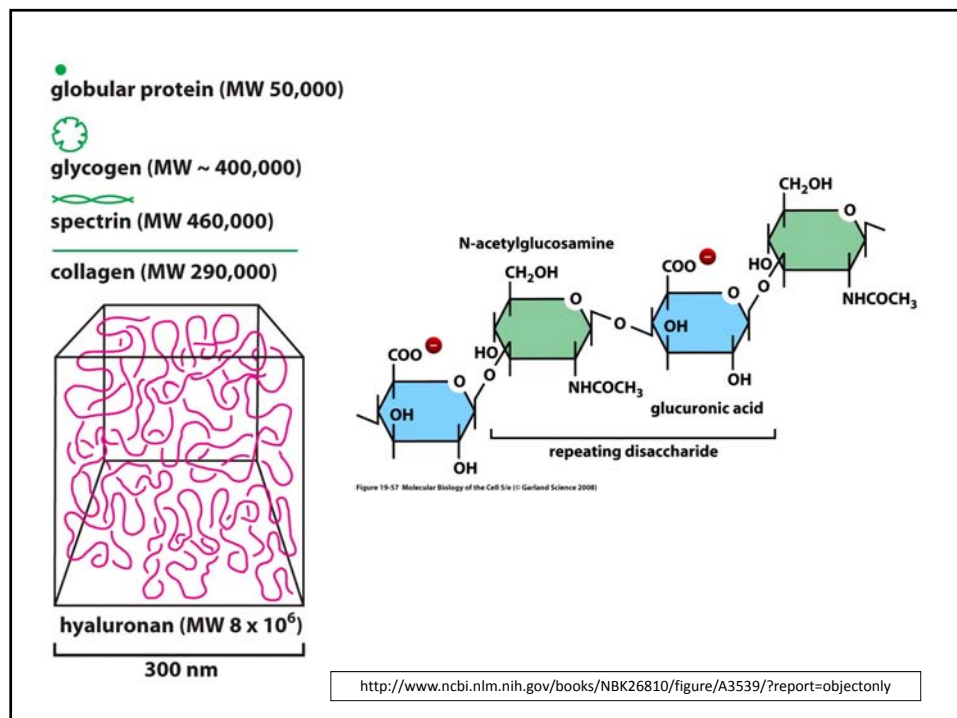 globular protein (MW 50,000)
glycogen (MW ~ 400,000)
spectrin (MW 460,000)
collagen (MW 290,000)
hyaluronan (MW 8 x 10⁶)
300 nm
CH₂OH
O
HO
O
NHCOCH₃
N-acetylglucosamine
CH₂OH
O
HO
O
NHCOCH₃
O
COO −
O
OH
OH
glucuronic acid
COO −
O
OH
OH
repeating disaccharide
Figure 19-57 Molecular Biology of the Cell 5/e (© Garland Science 2008)
http://www.ncbi.nlm.nih.gov/books/NBK26810/figure/A3539/?report=objectonly